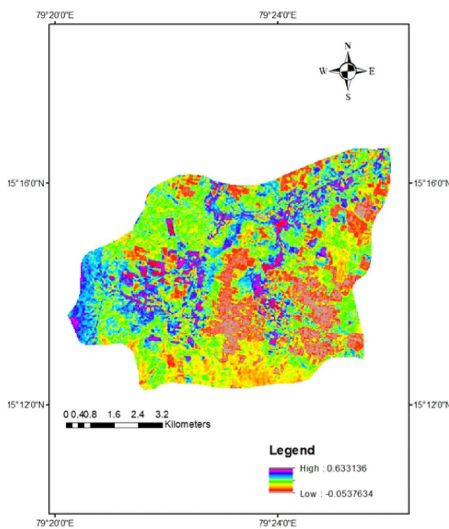 79°20'0"E 79°24'0"E
N
W E
S
15°16'0"N 15°16'0"N
15°12'0"N 15°12'0"N
0 0.40.8 1.6 2.4 3.2
Kilometers
Legend
High : 0.633136
Low : -0.0537634
79°20'0"E 79°24'0"E